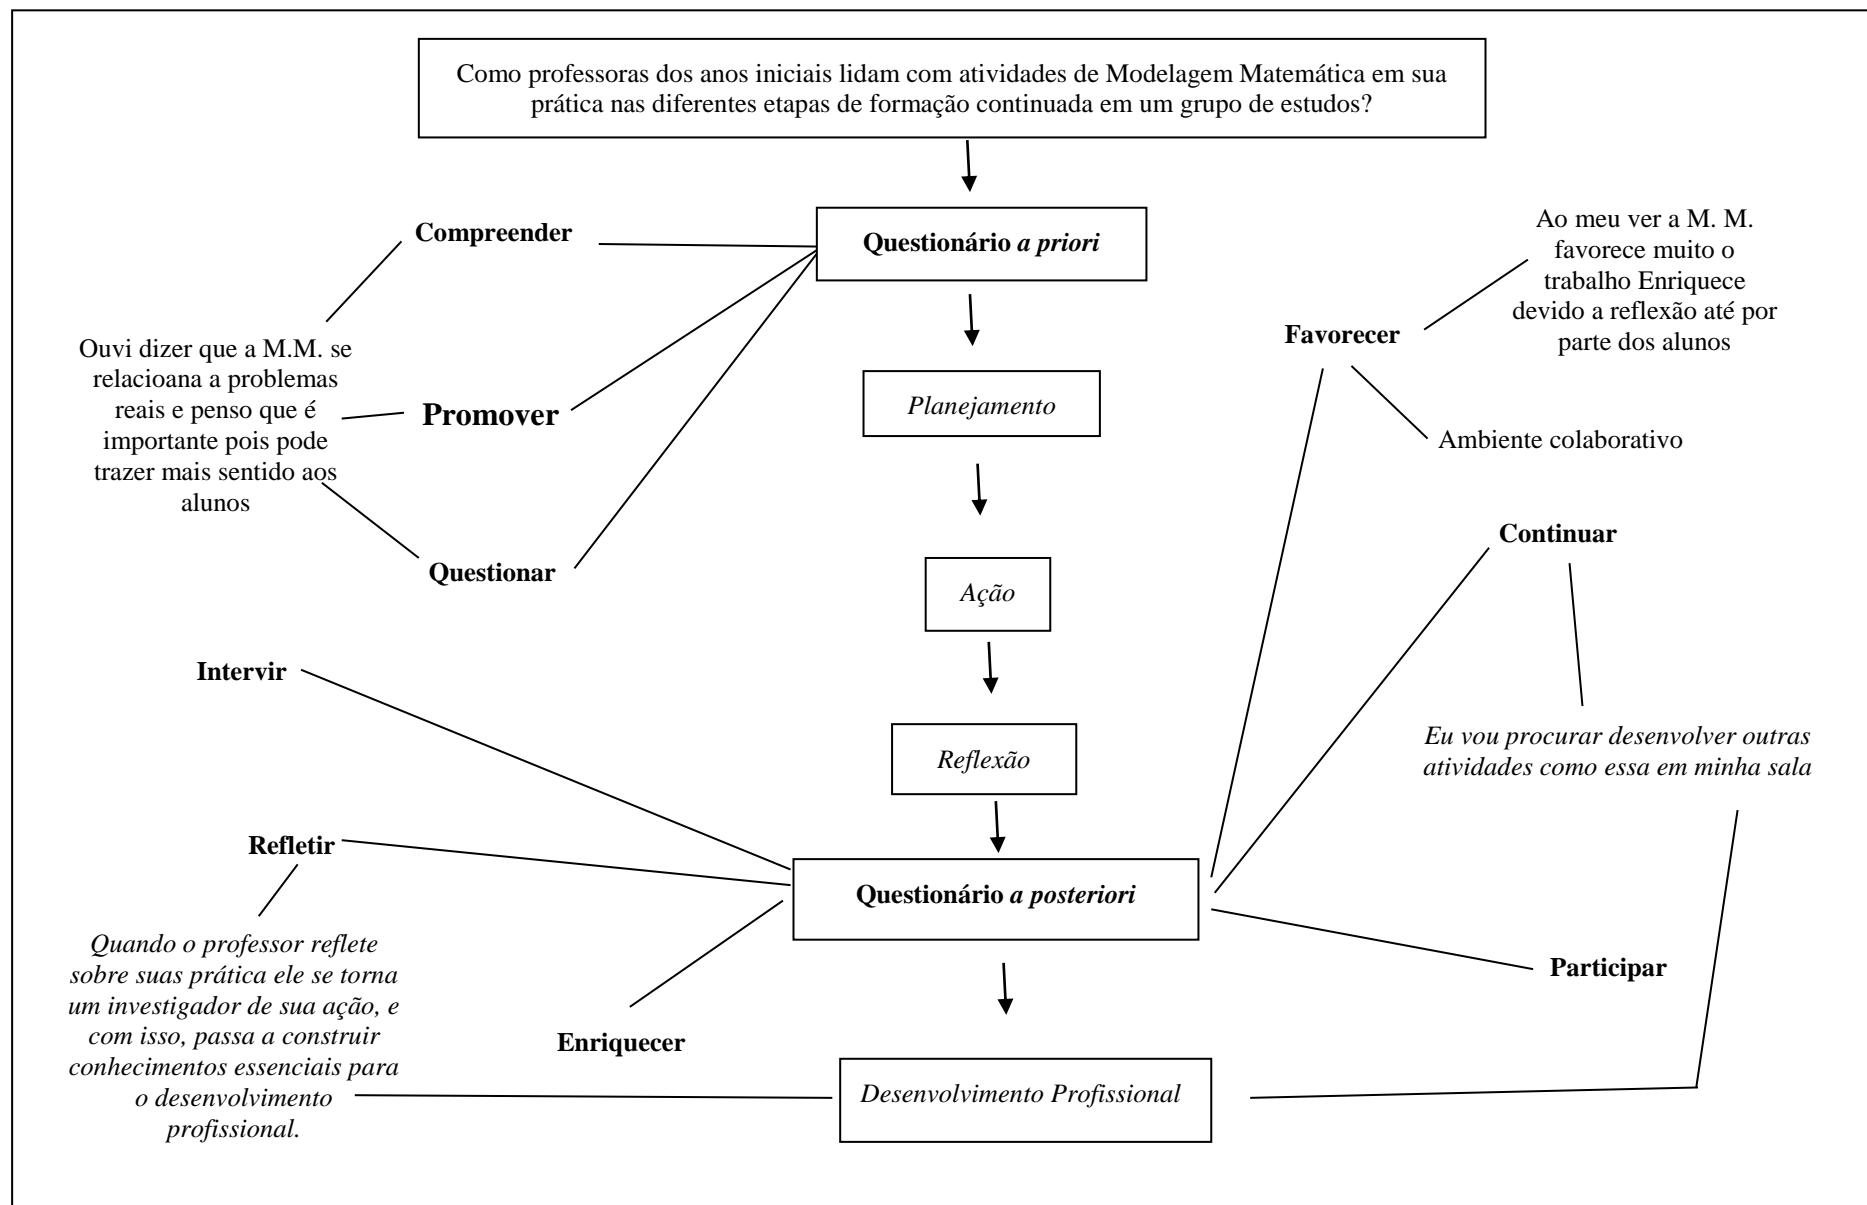 Como professoras dos anos iniciais lidam com atividades de Modelagem Matemática em sua
prática nas diferentes etapas de formação continuada em um grupo de estudos?
Compreender
Questionário a priori
Ao meu ver a M. M.
favorece muito o
trabalho Enriquece
devido a reflexão até por
parte dos alunos
Favorecer
Ouvi dizer que a M.M. se
relacioana a problemas
reais e penso que é
importante pois pode
trazer mais sentido aos
alunos
Promover
Planejamento
Ambiente colaborativo
Continuar
Questionar
Ação
Intervir
Eu vou procurar desenvolver outras
atividades como essa em minha sala
Reflexão
Refletir
Questionário a posteriori
Quando o professor reflete
sobre suas prática ele se torna
um investigador de sua ação, e
com isso, passa a construir
conhecimentos essenciais para
o desenvolvimento
profissional.
Participar
Enriquecer
Desenvolvimento Profissional